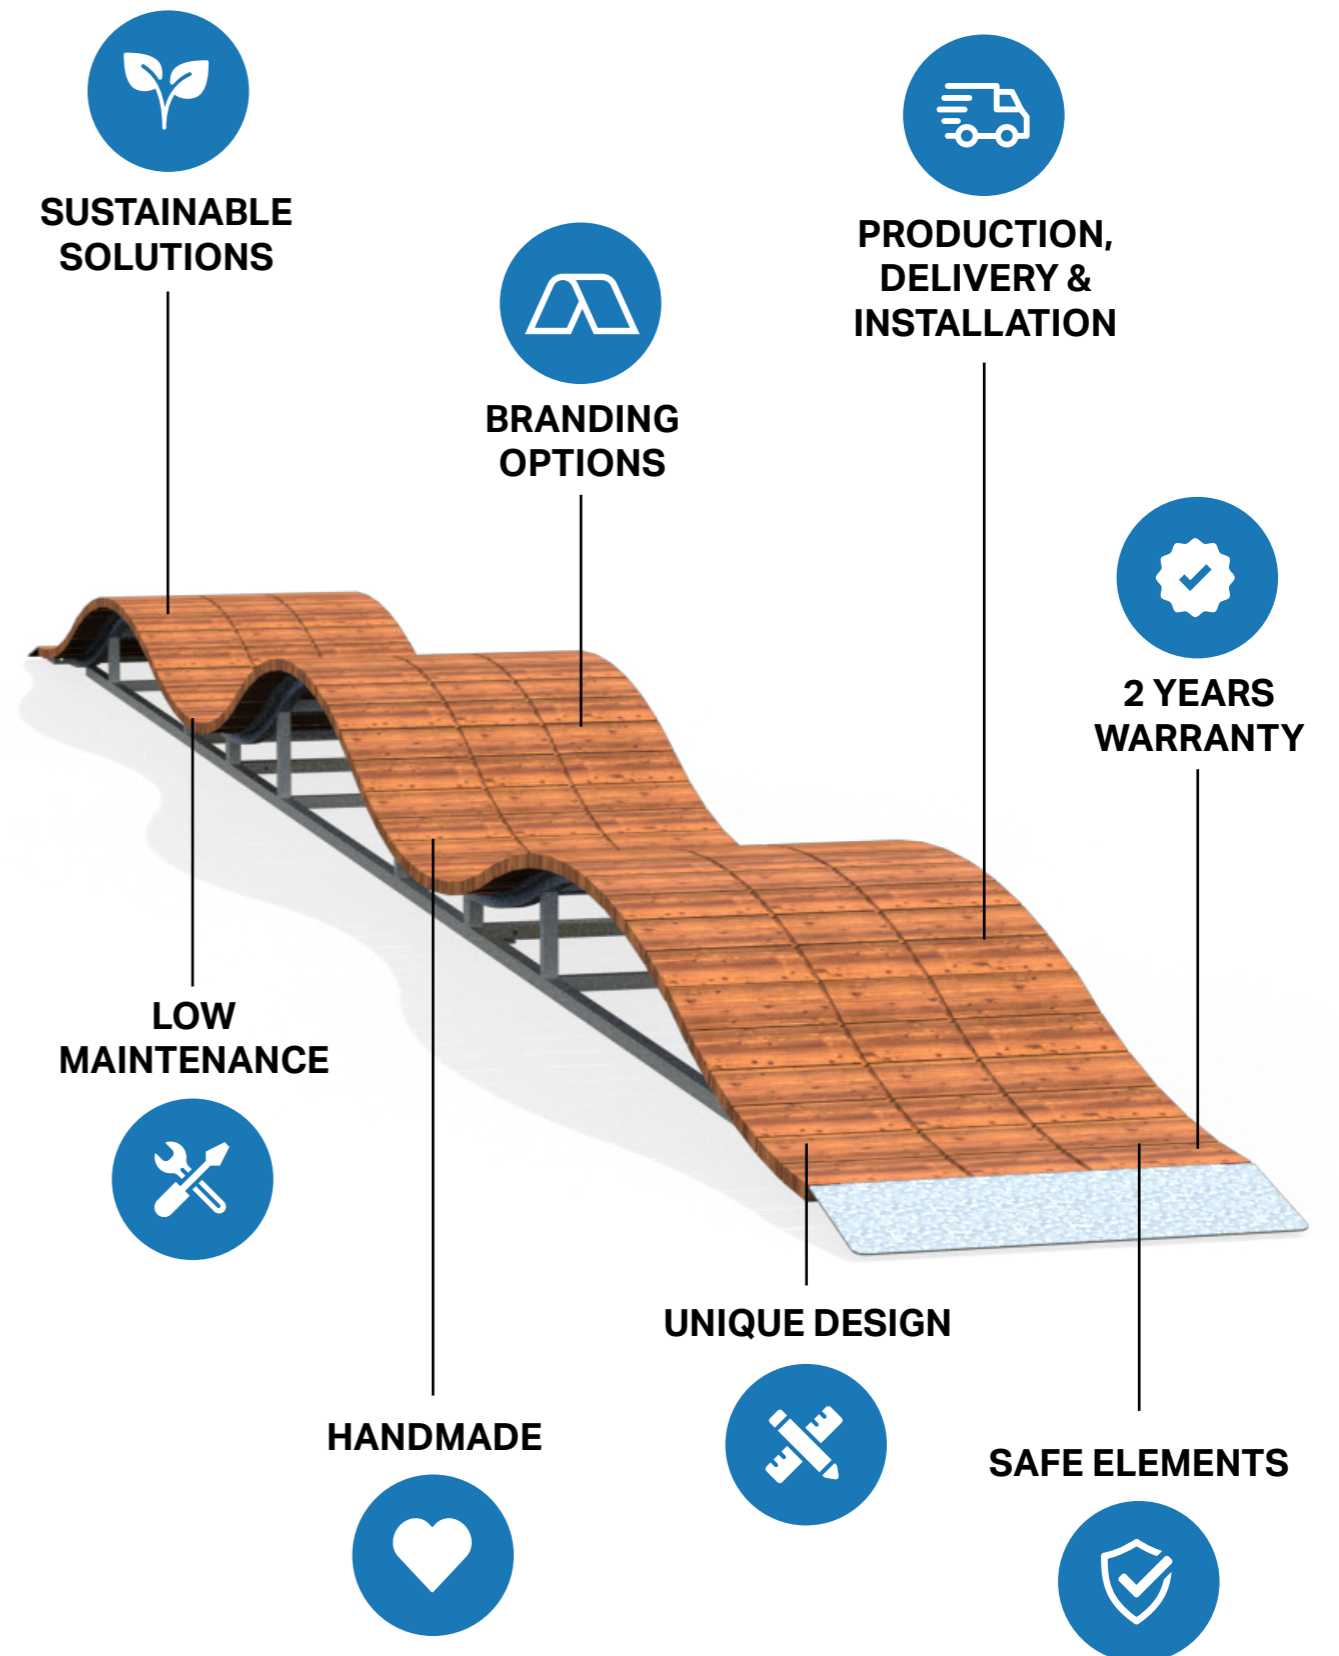 SUSTAINABLE
SOLUTIONS
PRODUCTION,
DELIVERY &
INSTALLATION
BRANDING
OPTIONS
2 YEARS
WARRANTY
LOW
MAINTENANCE
UNIQUE DESIGN
HANDMADE
SAFE ELEMENTS